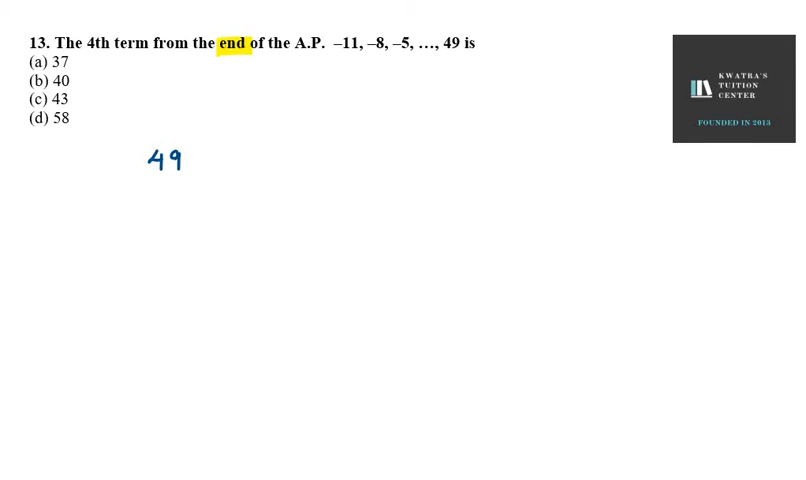 13. The 4th term from the end of the A.P. –11, –8, –5, …, 49 is
(a) 37
(b) 40
(c) 43
(d) 58
49
KWATRA'S
TUITION
CENTER
FOUNDED IN 2013